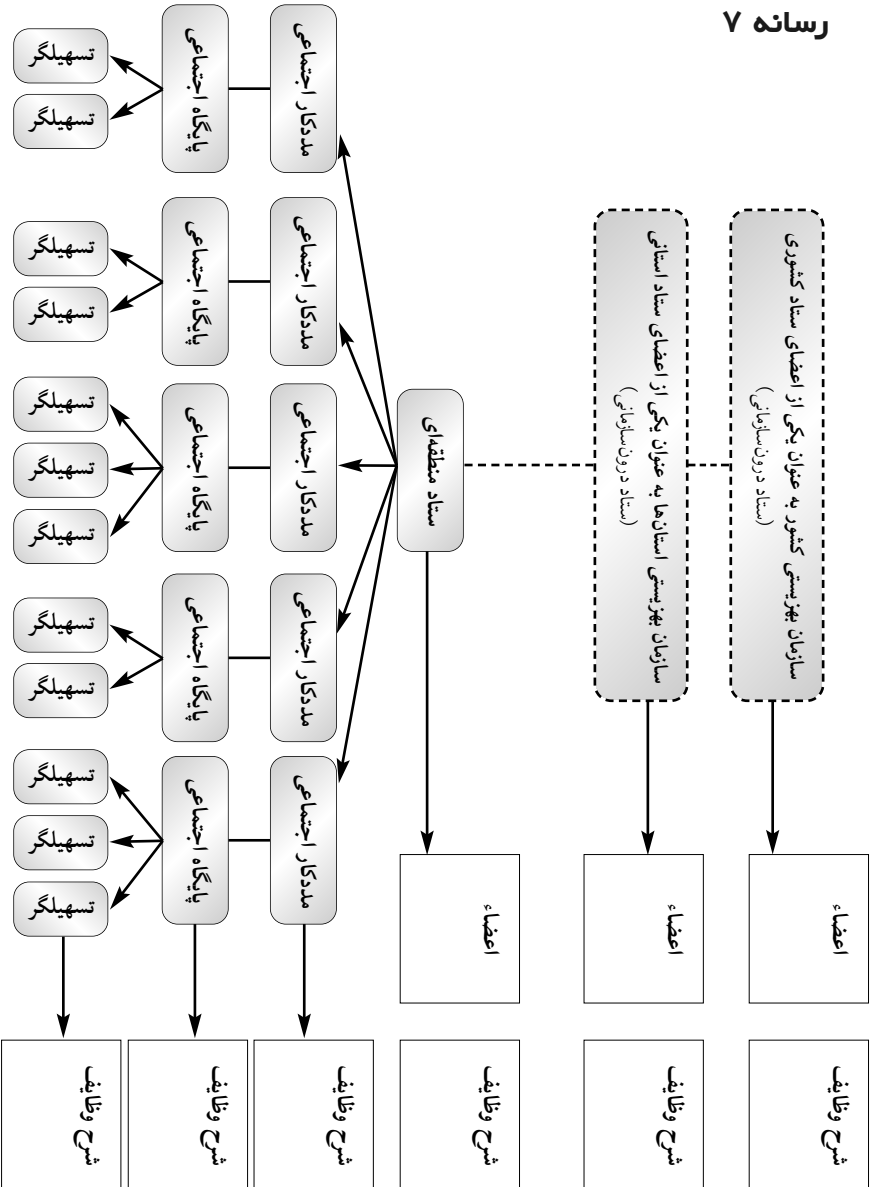 رسانه ۷
سازمان بهزیستی کشور به عنوان یکی از اعضای ستاد کشوری
(ستاد درون‌سازمانی)
اعضاء
شرح وظایف
سازمان بهزیستی استان‌ها به عنوان یکی از اعضای ستاد استانی
(ستاد درون‌سازمانی)
اعضاء
شرح وظایف
ستاد منطقه‌ای
اعضاء
شرح وظایف
مددکار اجتماعی
مددکار اجتماعی
مددکار اجتماعی
مددکار اجتماعی
مددکار اجتماعی
شرح وظایف
پایگاه اجتماعی
پایگاه اجتماعی
پایگاه اجتماعی
پایگاه اجتماعی
پایگاه اجتماعی
شرح وظایف
تسهیلگر
تسهیلگر
تسهیلگر
تسهیلگر
تسهیلگر
تسهیلگر
تسهیلگر
تسهیلگر
تسهیلگر
تسهیلگر
تسهیلگر
تسهیلگر
شرح وظایف